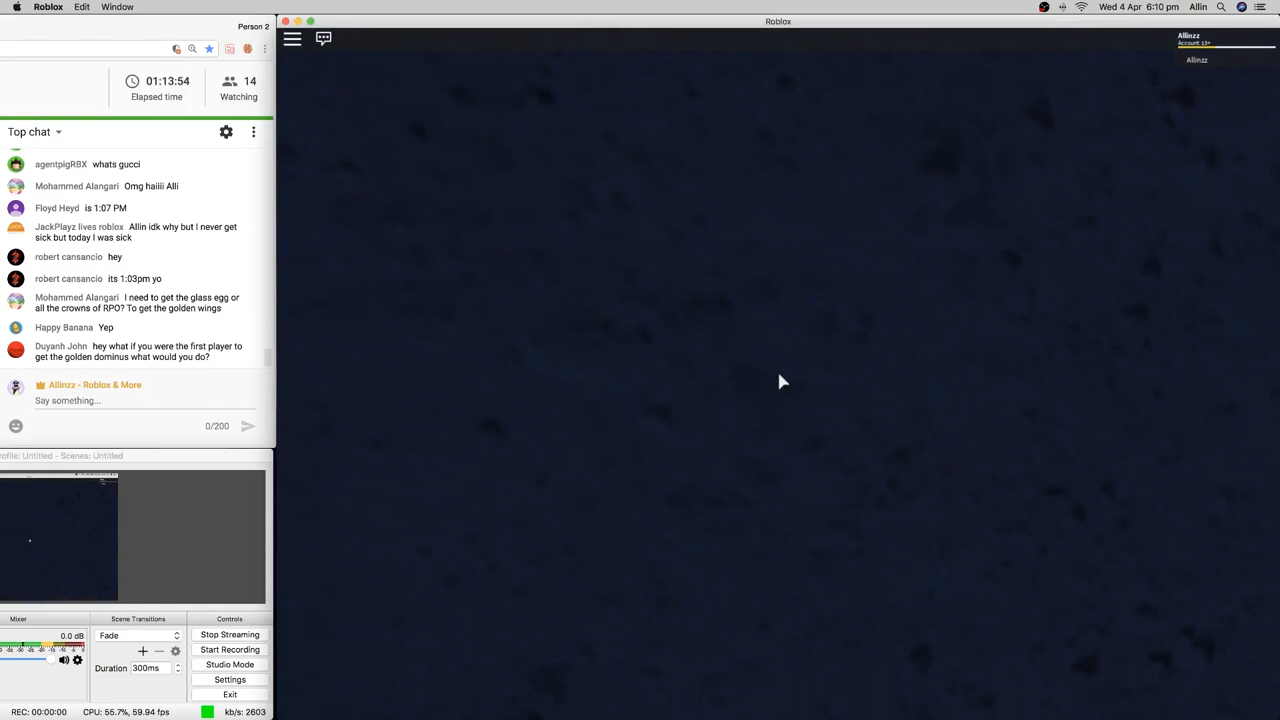 Roblox Edit Window
Wed 4 Apr 6:10 pm Allin
Person 2
Roblox
01:13:54
Elapsed time
14
Watching
Top chat
agentpigRBX whats gucci
Mohammed Alangari Omg haiiii Alli
Floyd Heyd is 1:07 PM
JackPlayz lives roblox Allin idk why but I never get
sick but today I was sick
robert cansancio hey
robert cansancio its 1:03pm yo
Mohammed Alangari I need to get the glass egg or
all the crowns of RPO? To get the golden wings
Happy Banana Yep
Duyanh John hey what if you were the first player to
get the golden dominus what would you do?
Allinzz - Roblox & More
Say something...
0/200
Allinzz
Account: 13+
Allinzz
rofile: Untitled - Scenes: Untitled
Mixer
Scene Transitions
Controls
0.0 dB
Fade
Duration 300ms
Stop Streaming
Start Recording
Studio Mode
Settings
Exit
REC: 00:00:00 CPU: 55.7%, 59.94 fps kb/s: 2603